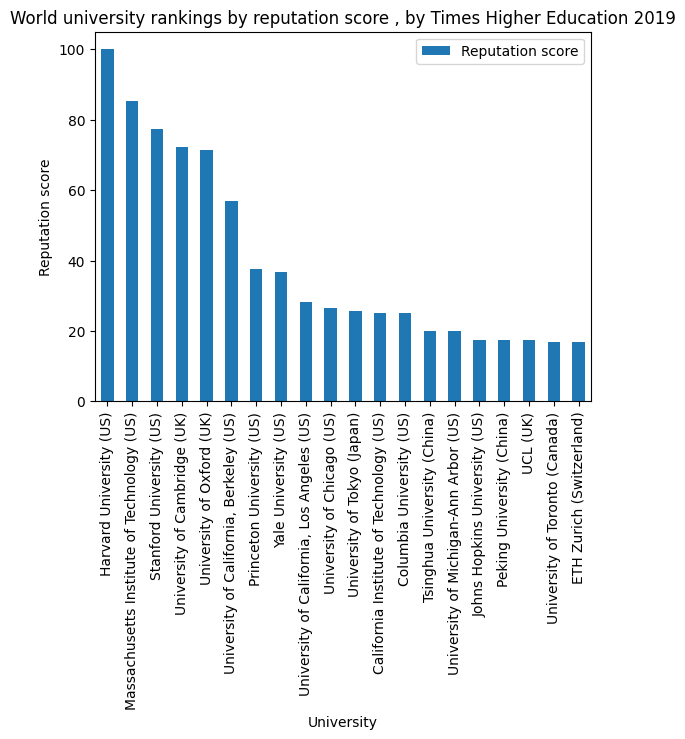 World university rankings by reputation score , by Times Higher Education 2019
Reputation score
100
80
60
40
20
0
Reputation score
Harvard University (US)
Massachusetts Institute of Technology (US)
Stanford University (US)
University of Cambridge (UK)
University of Oxford (UK)
University of California, Berkeley (US)
Princeton University (US)
Yale University (US)
University of California, Los Angeles (US)
University of Chicago (US)
University of Tokyo (Japan)
California Institute of Technology (US)
Columbia University (US)
Tsinghua University (China)
University of Michigan-Ann Arbor (US)
Johns Hopkins University (US)
Peking University (China)
UCL (UK)
University of Toronto (Canada)
ETH Zurich (Switzerland)
University